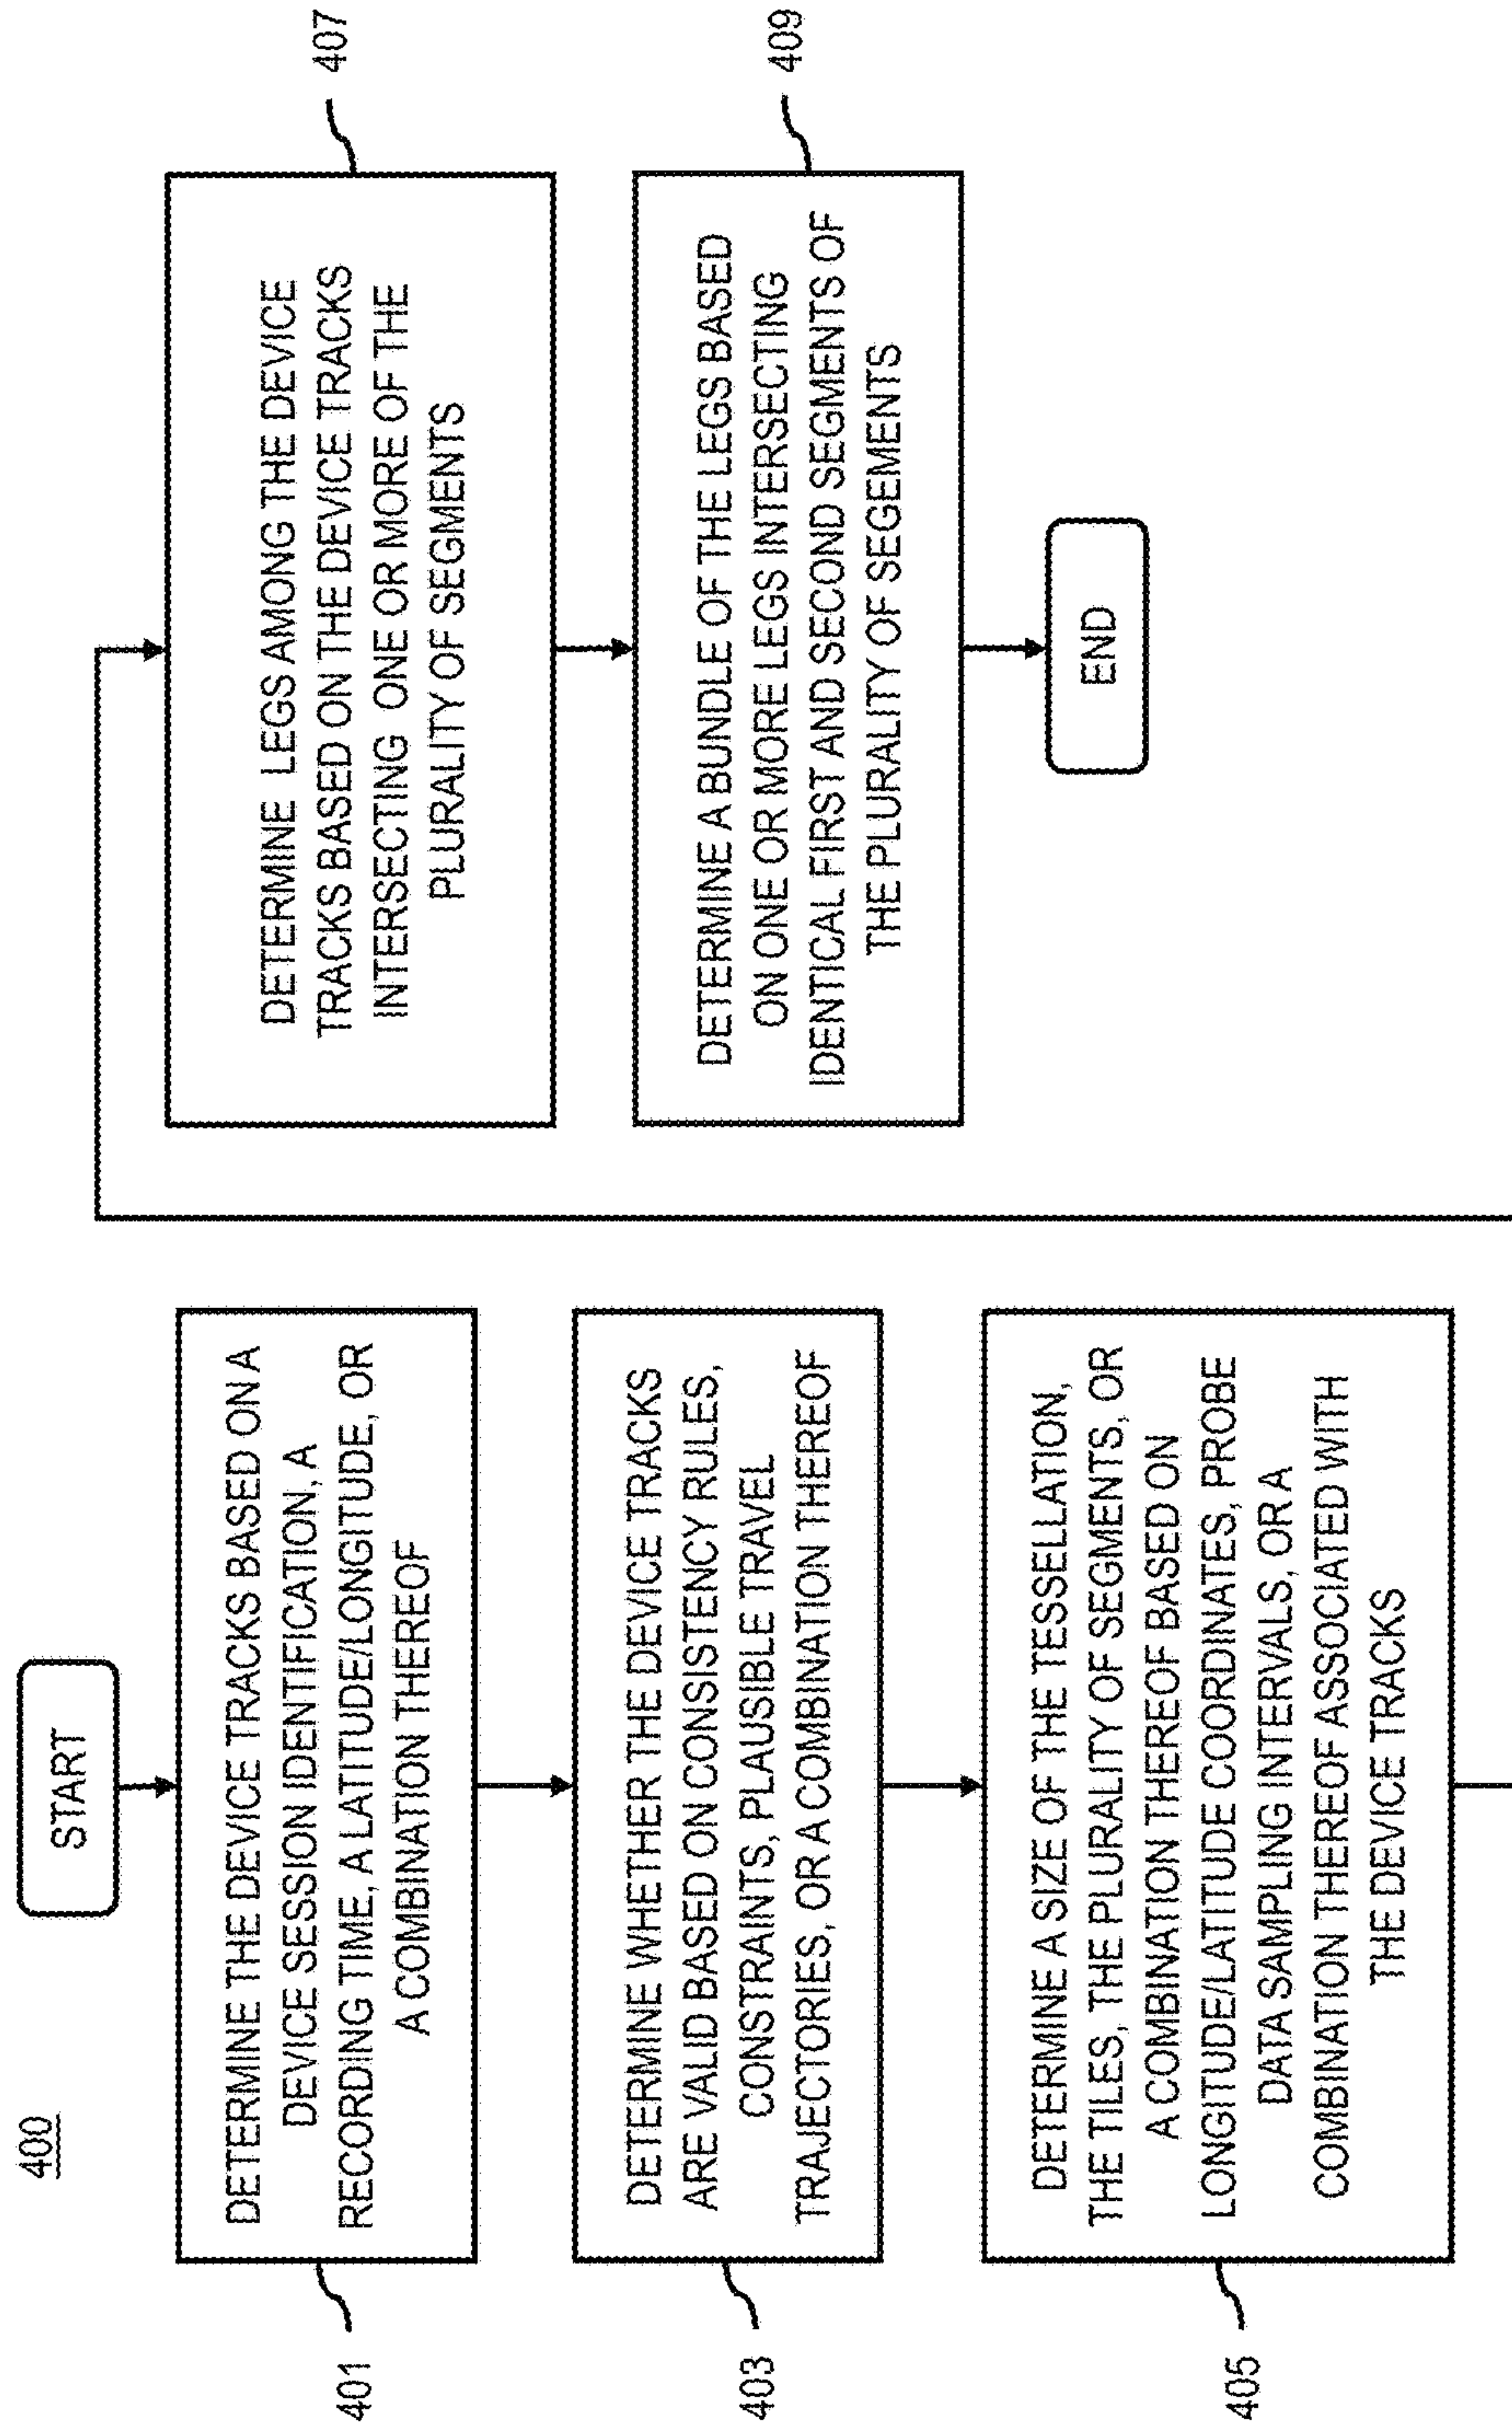 400
START
DETERMINE THE DEVICE TRACKS BASED ON A
DEVICE SESSION IDENTIFICATION, A
RECORDING TIME, A LATITUDE/LONGITUDE, OR
A COMBINATION THEREOF
401
DETERMINE WHETHER THE DEVICE TRACKS
ARE VALID BASED ON CONSISTENCY RULES,
CONSTRAINTS, PLAUSIBLE TRAVEL
TRAJECTORIES, OR A COMBINATION THEREOF
403
DETERMINE A SIZE OF THE TESSELLATION,
THE TILES, THE PLURALITY OF SEGMENTS, OR
A COMBINATION THEREOF BASED ON
LONGITUDE/LATITUDE COORDINATES, PROBE
DATA SAMPLING INTERVALS, OR A
COMBINATION THEREOF ASSOCIATED WITH
THE DEVICE TRACKS
405
DETERMINE LEGS AMONG THE DEVICE
TRACKS BASED ON THE DEVICE TRACKS
INTERSECTING ONE OR MORE OF THE
PLURALITY OF SEGMENTS
407
DETERMINE A BUNDLE OF THE LEGS BASED
ON ONE OR MORE LEGS INTERSECTING
IDENTICAL FIRST AND SECOND SEGMENTS OF
THE PLURALITY OF SEGEMENTS
409
END